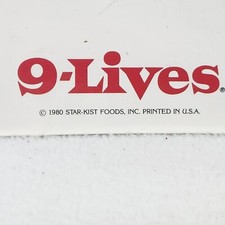 9-Lives®
© 1980 STAR-KIST FOODS, INC. PRINTED IN U.S.A.